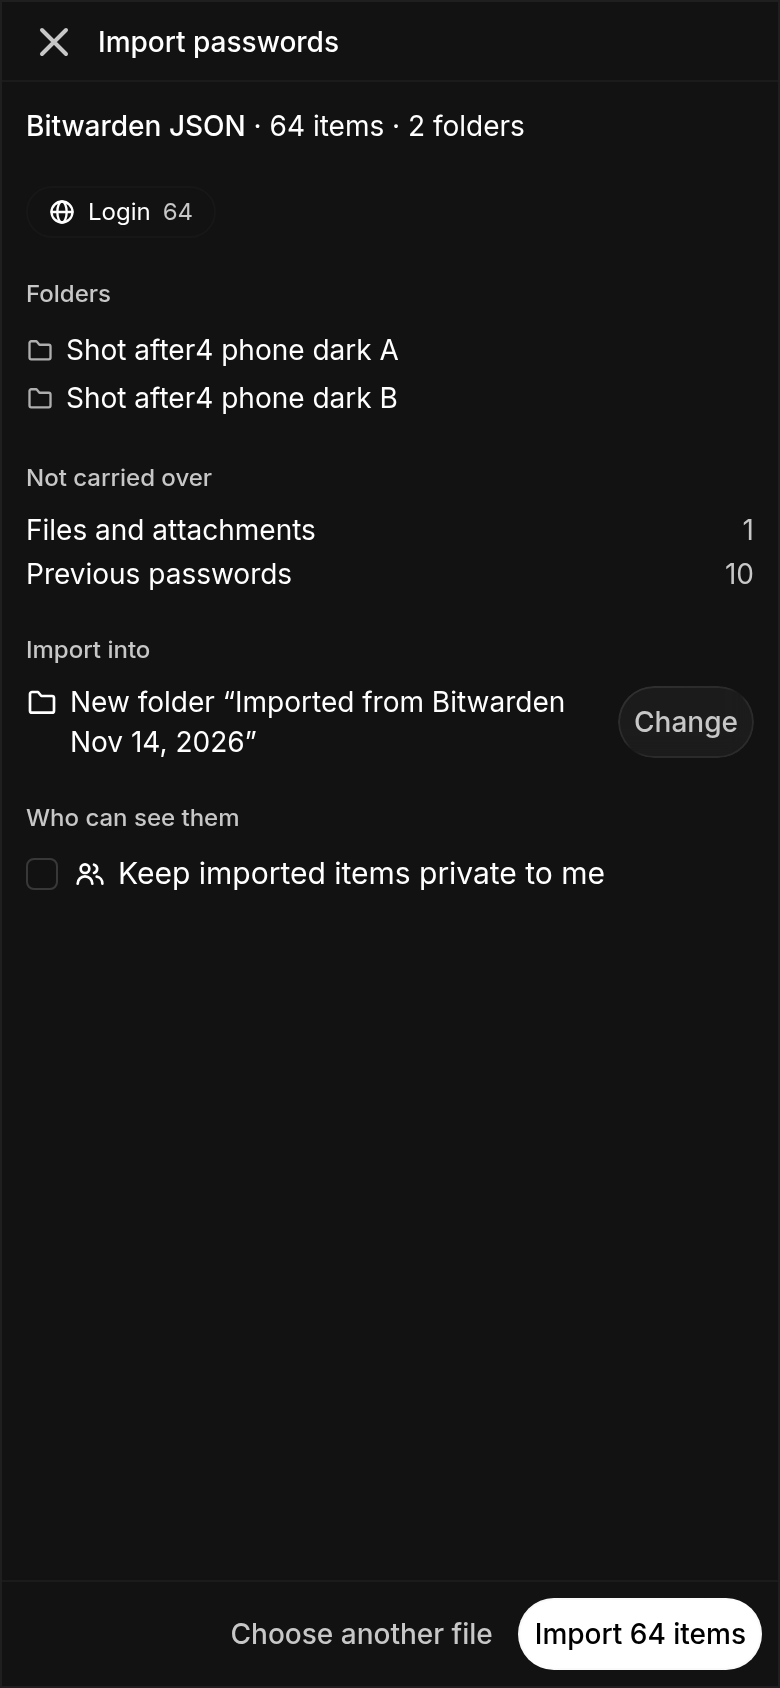 Import passwords
Bitwarden JSON · 64 items · 2 folders
Login 64
Folders
Shot after4 phone dark A
Shot after4 phone dark B
Not carried over
Files and attachments 1
Previous passwords 10
Import into
New folder “Imported from Bitwarden
Nov 14, 2026”
Change
Who can see them
Keep imported items private to me
Choose another file
Import 64 items